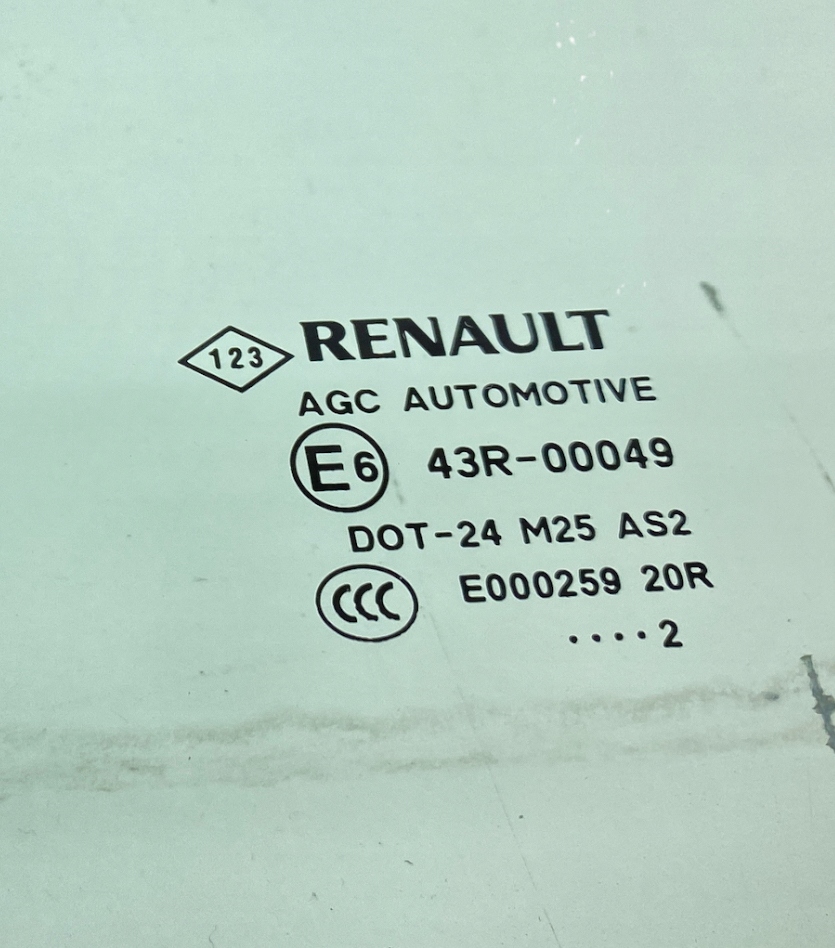 123 RENAULT
AGC AUTOMOTIVE
E6 43R-00049
DOT-24 M25 AS2
CCC E000259 20R
····2